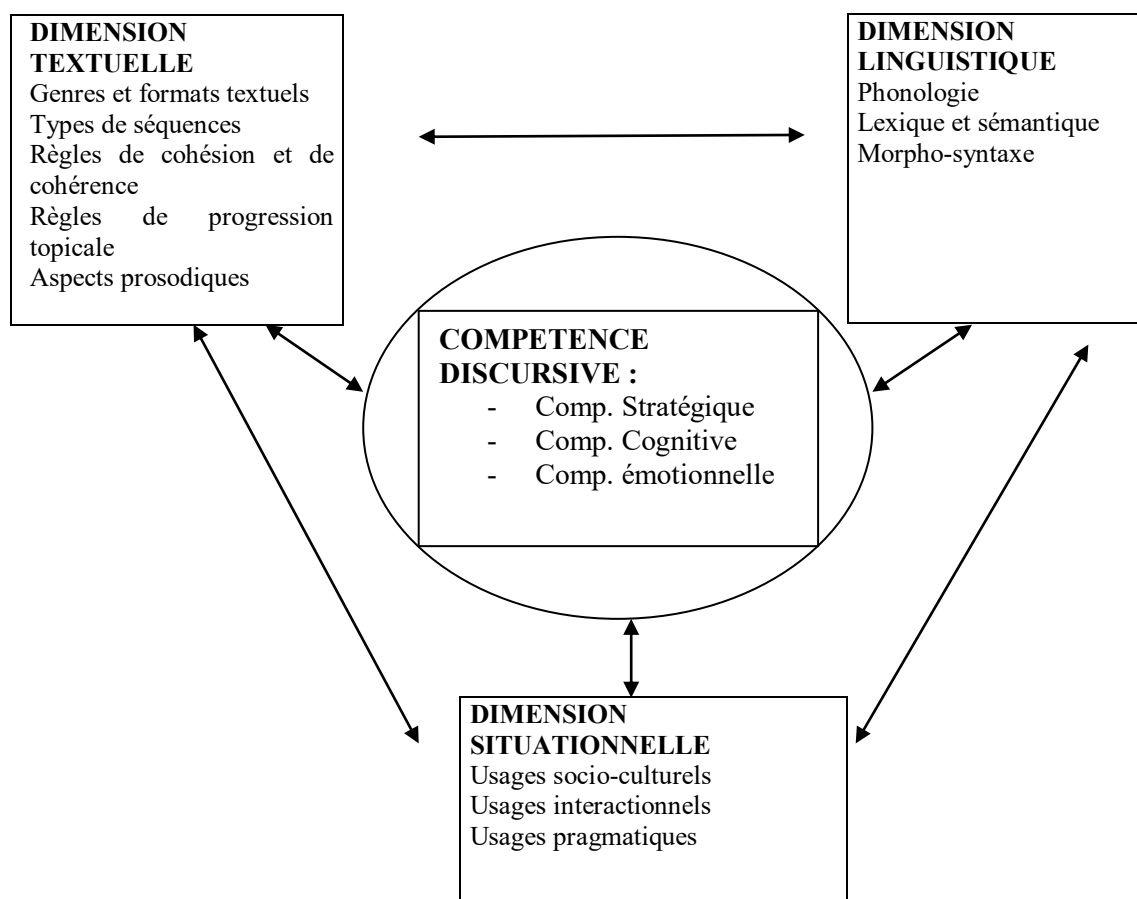 DIMENSION
TEXTUELLE
Genres et formats textuels
Types de séquences
Règles de cohésion et de
cohérence
Règles de progression
topicale
Aspects prosodiques
DIMENSION
LINGUISTIQUE
Phonologie
Lexique et sémantique
Morpho-syntaxe
COMPETENCE
DISCURSIVE :
- Comp. Stratégique
- Comp. Cognitive
- Comp. émotionnelle
DIMENSION
SITUATIONNELLE
Usages socio-culturels
Usages interactionnels
Usages pragmatiques